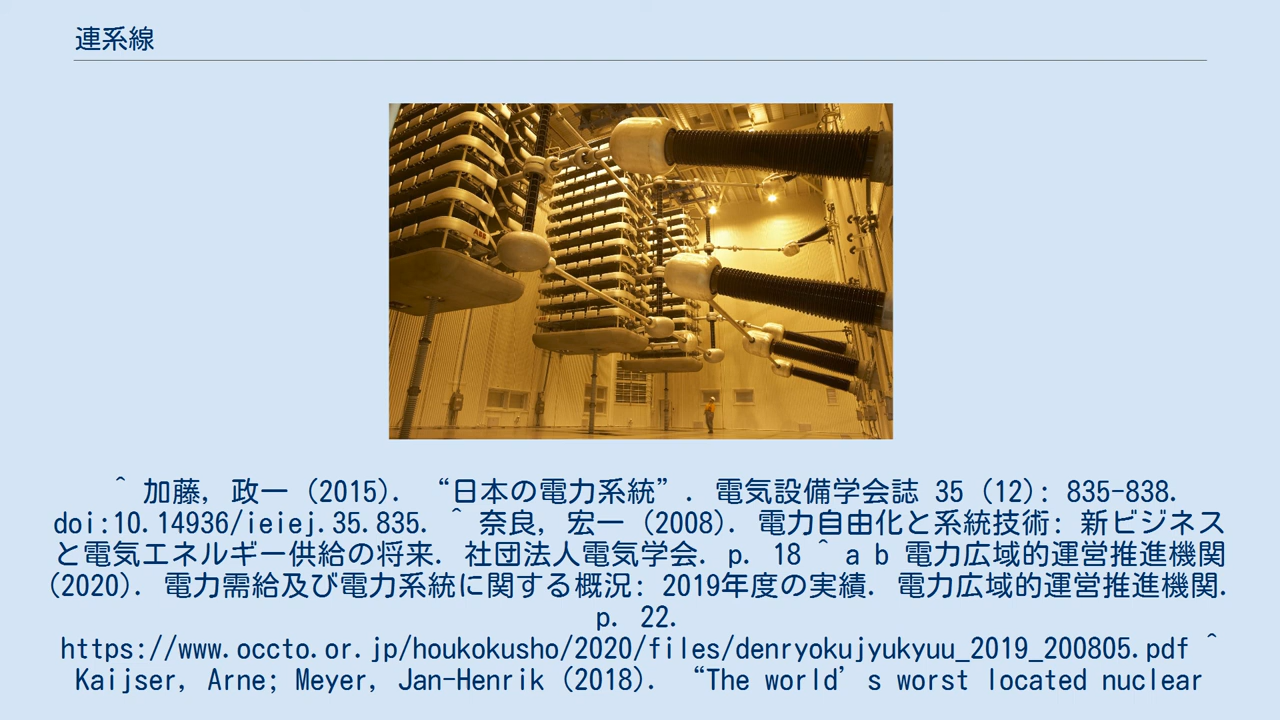 連系線
ABB
^ 加藤, 政一 (2015). “日本の電力系統”. 電気設備学会誌 35 (12): 835-838.
doi:10.14936/ieiej.35.835. ^ 奈良, 宏一 (2008). 電力自由化と系統技術: 新ビジネス
と電気エネルギー供給の将来. 社団法人電気学会. p. 18 ^ a b 電力広域的運営推進機関
(2020). 電力需給及び電力系統に関する概況: 2019年度の実績. 電力広域的運営推進機関.
p. 22.
https://www.occto.or.jp/houkokusho/2020/files/denryokujyukyuu_2019_200805.pdf ^
Kaijser, Arne; Meyer, Jan-Henrik (2018). “The world’s worst located nuclear